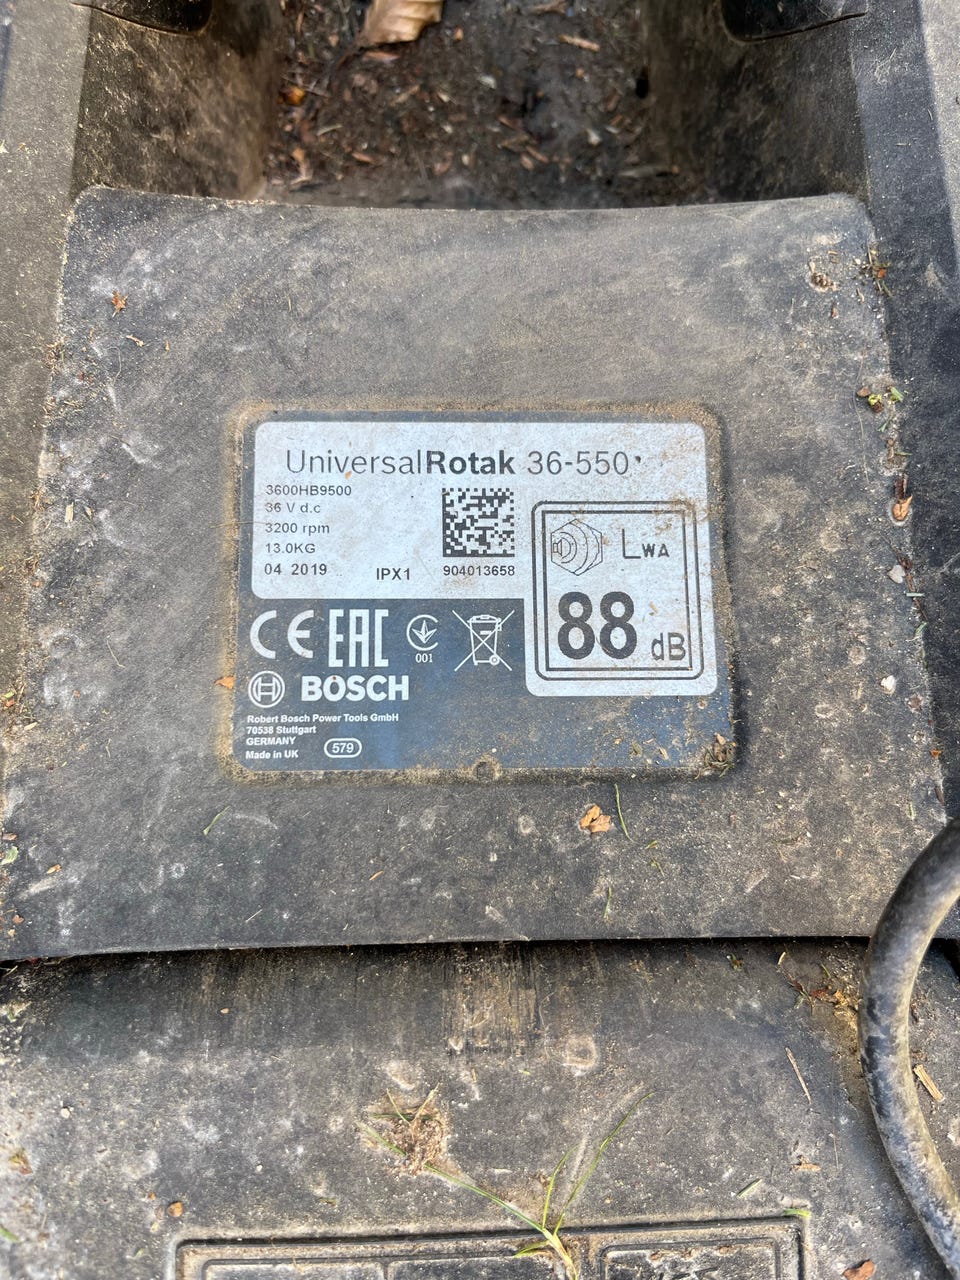 UniversalRotak 36-550
3600HB9500
36 V d.c
3200 rpm
13.0KG
04 2019
IPX1
904013658
LWA
88 dB
CE EAC
001
BOSCH
Robert Bosch Power Tools GmbH
70538 Stuttgart
GERMANY
Made in UK
579